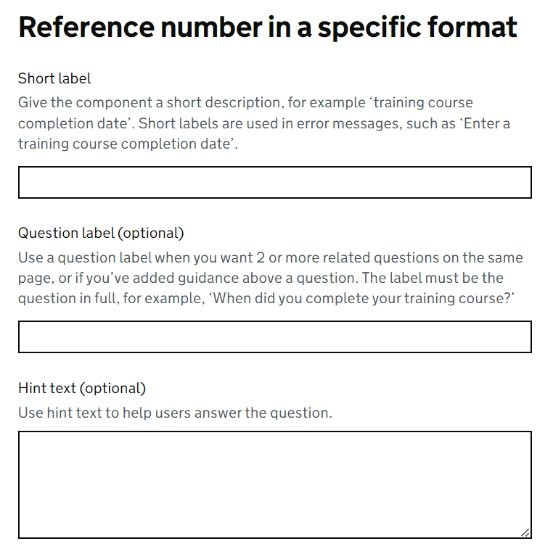 Reference number in a specific format
Short label
Give the component a short description, for example ‘training course
completion date’. Short labels are used in error messages, such as ‘Enter a
training course completion date’.
Question label (optional)
Use a question label when you want 2 or more related questions on the same
page, or if you’ve added guidance above a question. The label must be the
question in full, for example, ‘When did you complete your training course?’
Hint text (optional)
Use hint text to help users answer the question.